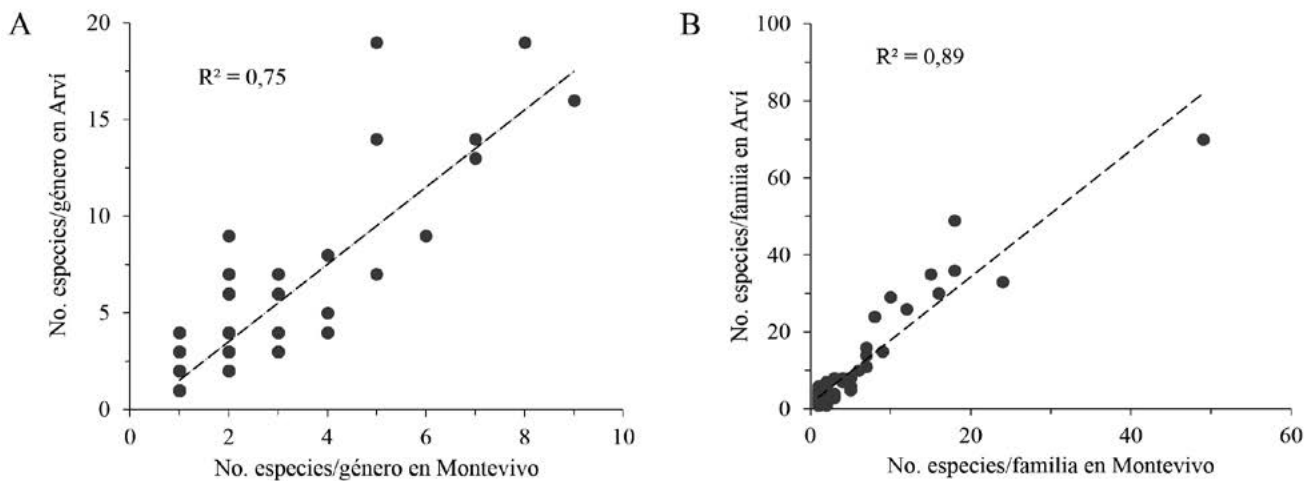 A
20
15
10
5
0
R² = 0,75
No. especies/género en Arví
0 2 4 6 8 10
No. especies/género en Montevivo
B
100
80
60
40
20
0
R² = 0,89
No. especies/famiia en Arví
0 20 40 60
No. especies/familia en Montevivo